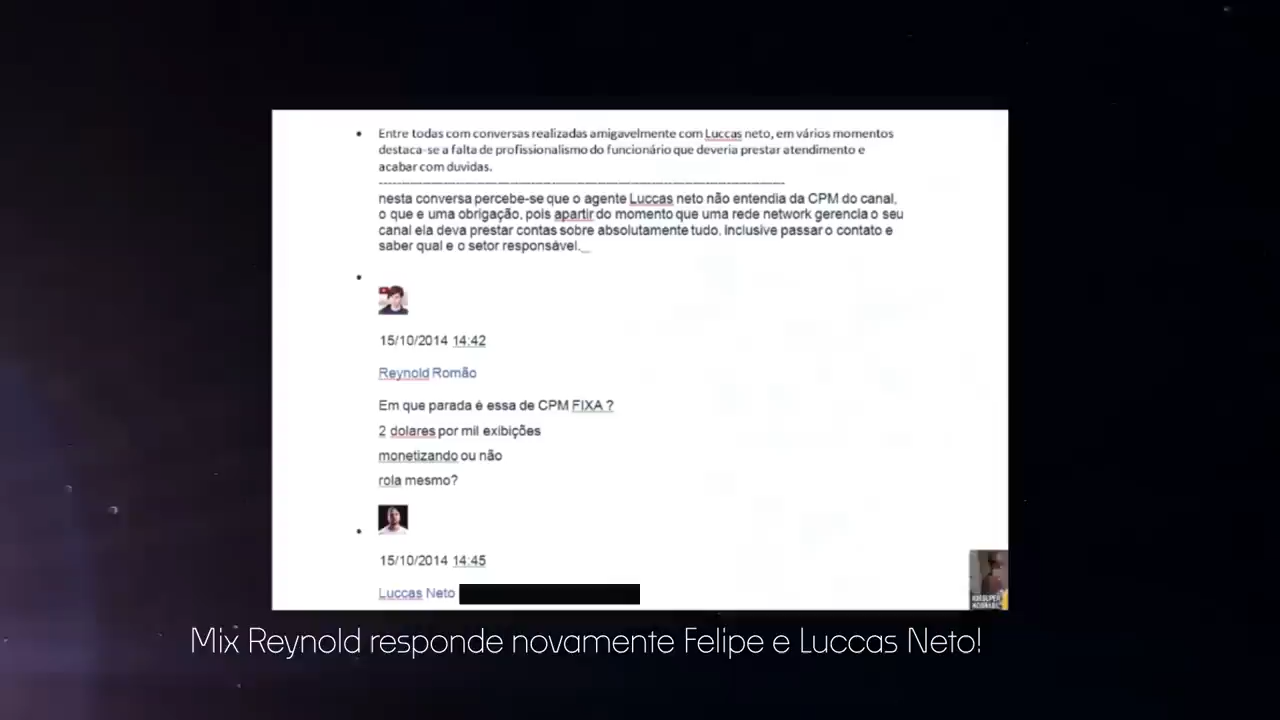 Entre todas com conversas realizadas amigavelmente com Luccas neto, em vários momentos
destaca-se a falta de profissionalismo do funcionário que deveria prestar atendimento e
acabar com duvidas.
nesta conversa percebe-se que o agente Luccas neto não entendia da CPM do canal,
o que e uma obrigação, pois apartir do momento que uma rede network gerencia o seu
canal ela deva prestar contas sobre absolutamente tudo. Inclusive passar o contato e
saber qual e o setor responsável.
15/10/2014 14:42
Reynold Romão
Em que parada é essa de CPM FIXA ?
2 dolares por mil exibições
monetizando ou não
rola mesmo?
15/10/2014 14:45
Luccas Neto
Mix Reynold responde novamente Felipe e Luccas Neto!